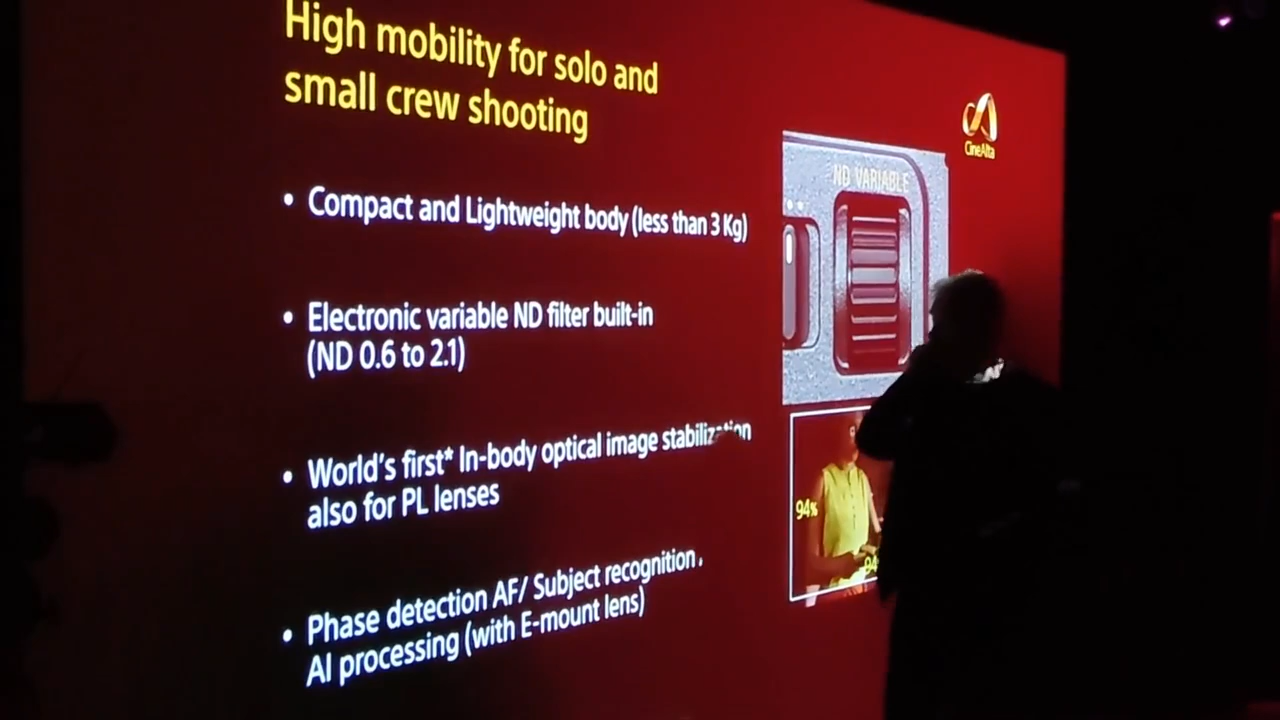 High mobility for solo and
small crew shooting
CineAlta
• Compact and Lightweight body (less than 3 Kg)
ND VARIABLE
• Electronic variable ND filter built-in
(ND 0.6 to 2.1)
• World's first* In-body optical image stabilization
also for PL lenses
94%
• Phase detection AF/ Subject recognition,
AI processing (with E-mount lens)
94